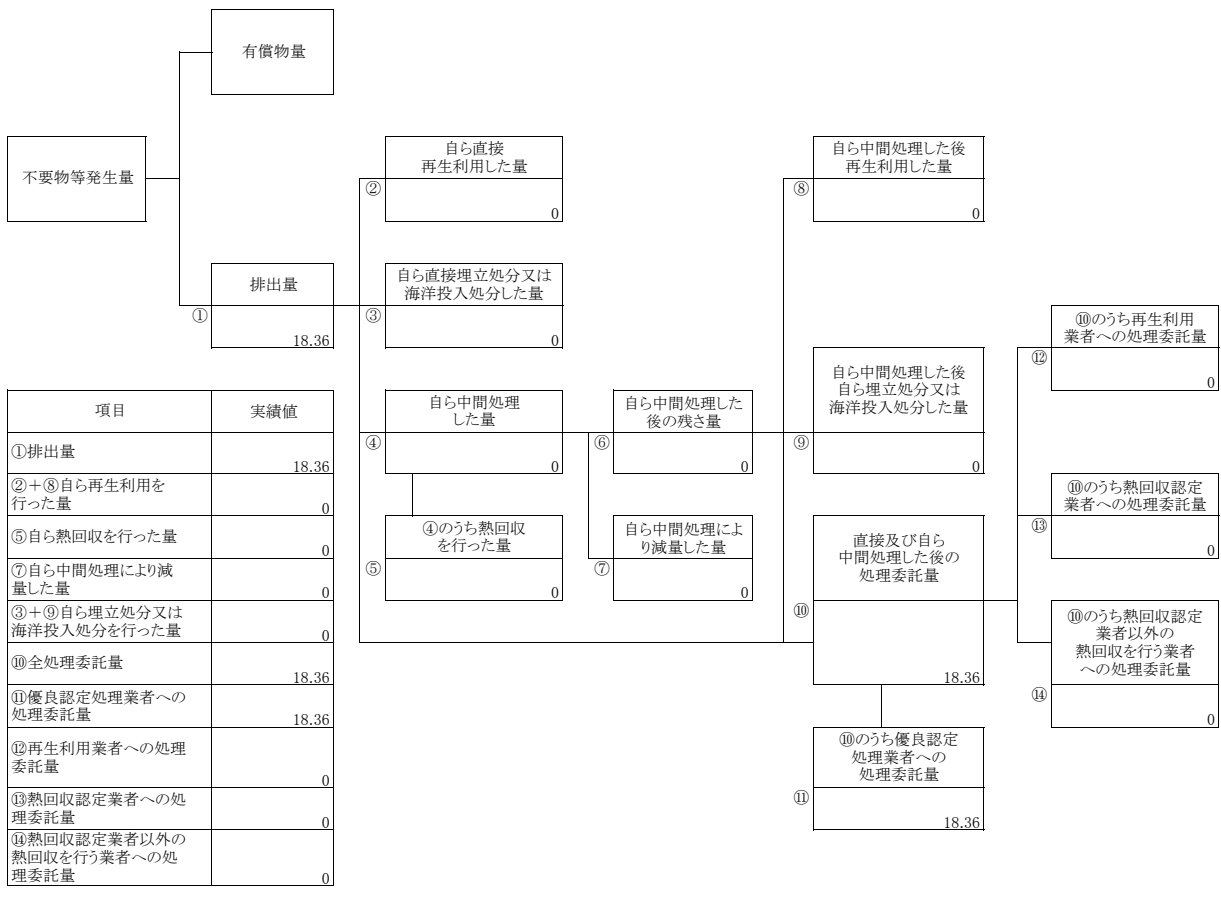 有償物量
不要物等発生量
排出量
①
18.36
自ら直接
再生利用した量
②
0
自ら直接埋立処分又は
海洋投入処分した量
③
0
自ら中間処理
した量
④
0
④のうち熱回収
を行った量
⑤
0
自ら中間処理した
後の残さ量
⑥
0
自ら中間処理によ
り減量した量
⑦
0
自ら中間処理した後
再生利用した量
⑧
0
自ら中間処理した後
自ら埋立処分又は
海洋投入処分した量
⑨
0
直接及び自ら
中間処理した後の
処理委託量
⑩
18.36
⑩のうち優良認定
処理業者への
処理委託量
⑪
18.36
⑩のうち再生利用
業者への処理委託量
⑫
0
⑩のうち熱回収認定
業者への処理委託量
⑬
0
⑩のうち熱回収認定
業者以外の
熱回収を行う業者
への処理委託量
⑭
0
項目 実績値
①排出量
18.36
②＋⑧自ら再生利用を
行った量
0
⑤自ら熱回収を行った量
0
⑦自ら中間処理により減
量した量
0
③＋⑨自ら埋立処分又は
海洋投入処分を行った量
0
⑩全処理委託量
18.36
⑪優良認定処理業者への
処理委託量
18.36
⑫再生利用業者への処理
委託量
0
⑬熱回収認定業者への処
理委託量
0
⑭熱回収認定業者以外の
熱回収を行う業者への処
理委託量
0